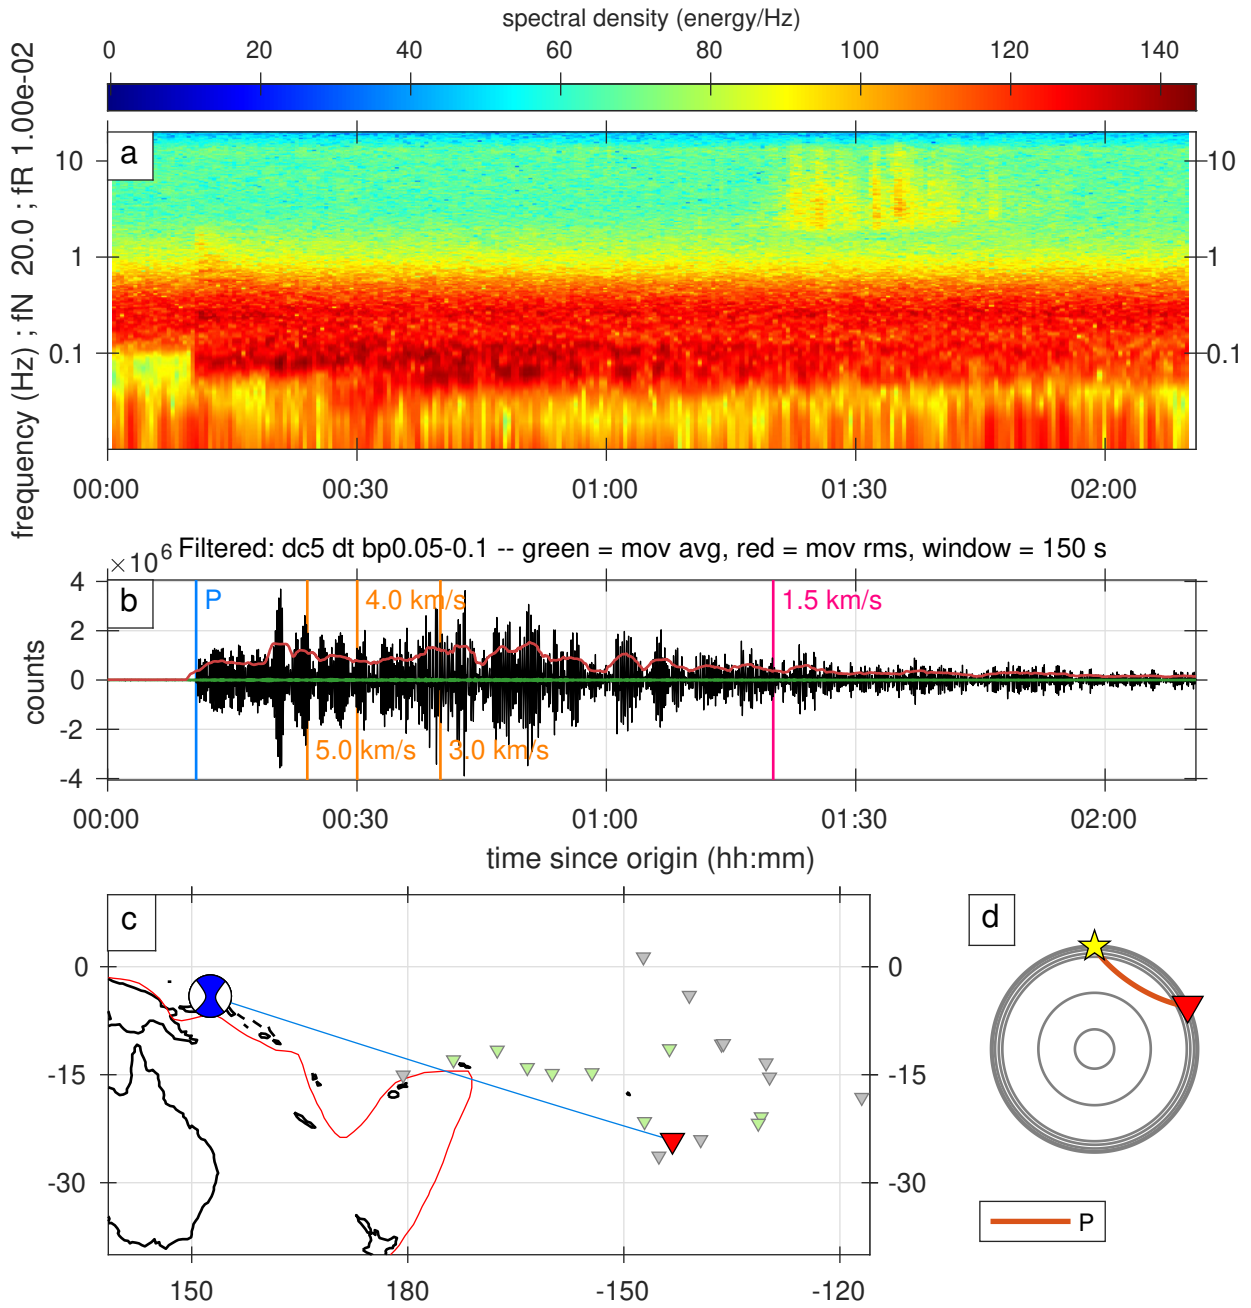 spectral density (energy/Hz)
0 20 40 60 80 100 120 140
frequency (Hz) ; fN 20.0 ; fR 1.00e-02
a
10 10
1 1
0.1 0.1
00:00 00:30 01:00 01:30 02:00
×10 6 Filtered: dc5 dt bp0.05-0.1 -- green = mov avg, red = mov rms, window = 150 s
counts
4
2
0
-2
-4
b
P 4.0 km/s 1.5 km/s
5.0 km/s 3.0 km/s
00:00 00:30 01:00 01:30 02:00
time since origin (hh:mm)
c
0 0
-15 -15
-30 -30
150 180 -150 -120
d
P